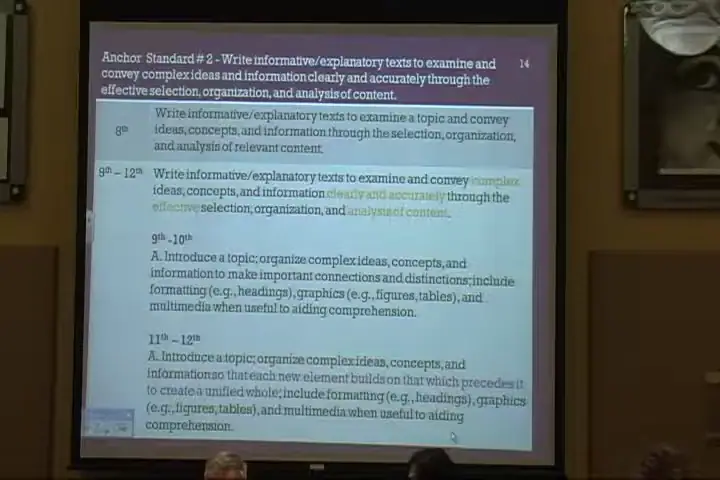 Anchor Standard # 2 - Write informative/explanatory texts to examine and
convey complex ideas and information clearly and accurately through the
effective selection, organization, and analysis of content.
14
8th
Write informative/explanatory texts to examine a topic and convey
ideas, concepts, and information through the selection, organization,
and analysis of relevant content.
9th – 12th
Write informative/explanatory texts to examine and convey complex
ideas, concepts, and information clearly and accurately through the
effective selection, organization, and analysis of content.
9th -10th
A. Introduce a topic; organize complex ideas, concepts, and
information to make important connections and distinctions; include
formatting (e.g., headings), graphics (e.g., figures, tables), and
multimedia when useful to aiding comprehension.
11th – 12th
A. Introduce a topic; organize complex ideas, concepts, and
information so that each new element builds on that which precedes it
to create a unified whole; include formatting (e.g., headings), graphics
(e.g., figures, tables), and multimedia when useful to aiding
comprehension.